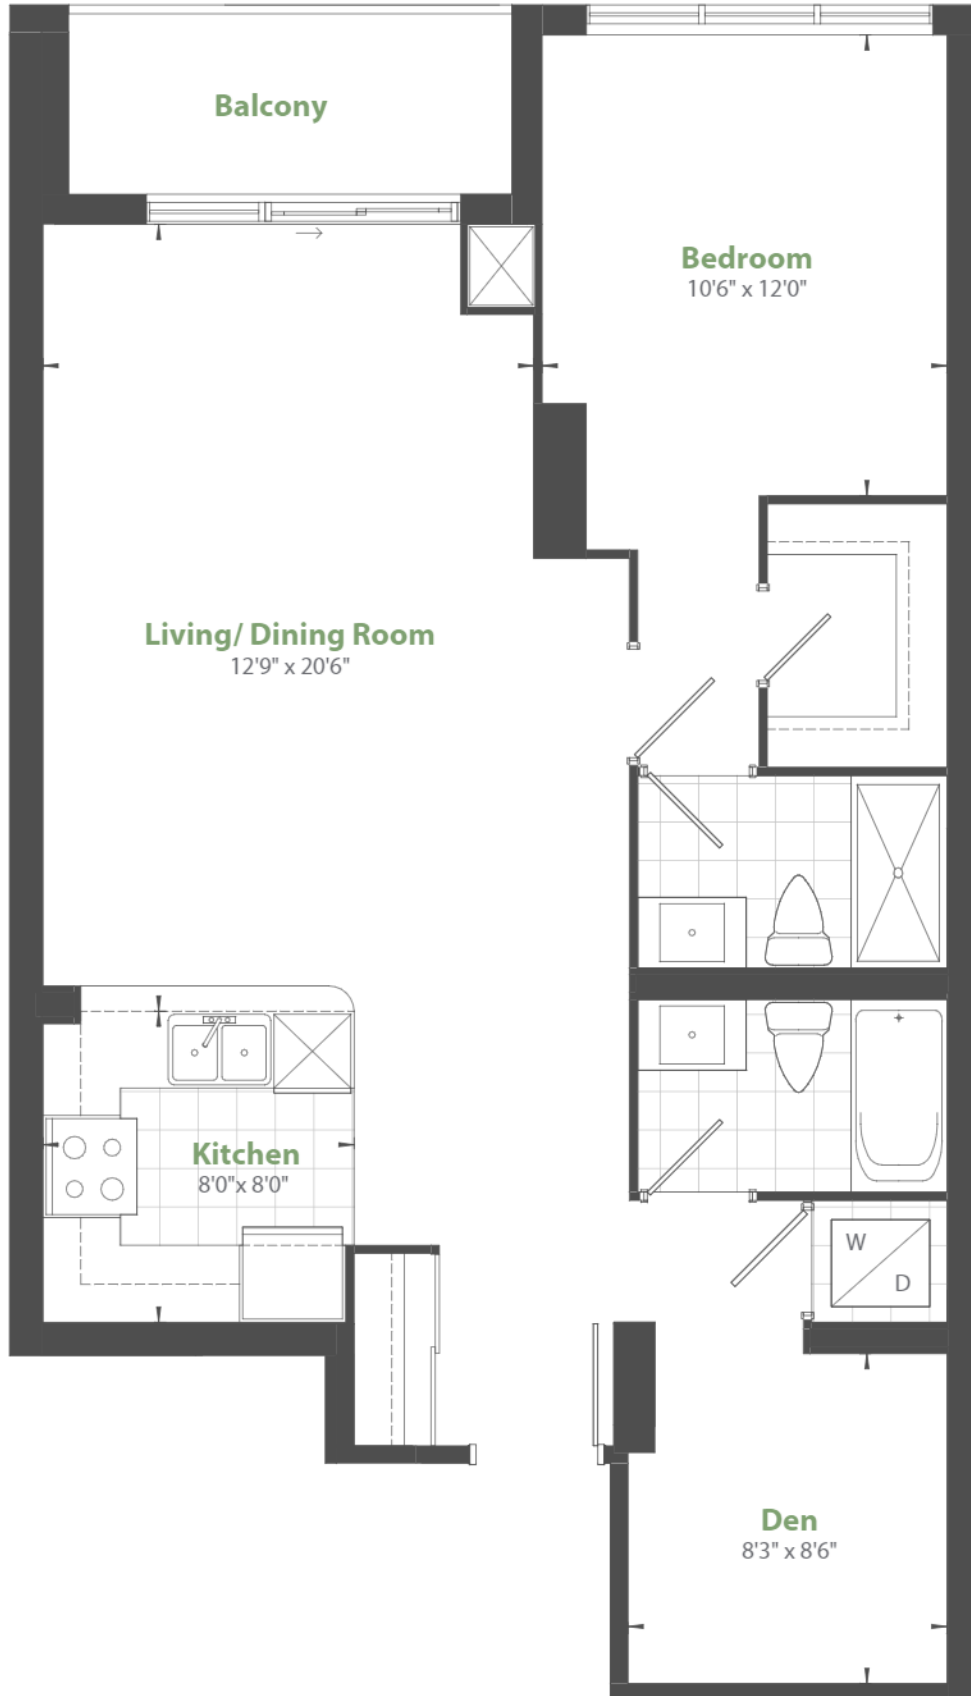 Balcony
Bedroom
10'6" x 12'0"
Living/ Dining Room
12'9" x 20'6"
Kitchen
8'0"x 8'0"
W
D
Den
8'3" x 8'6"